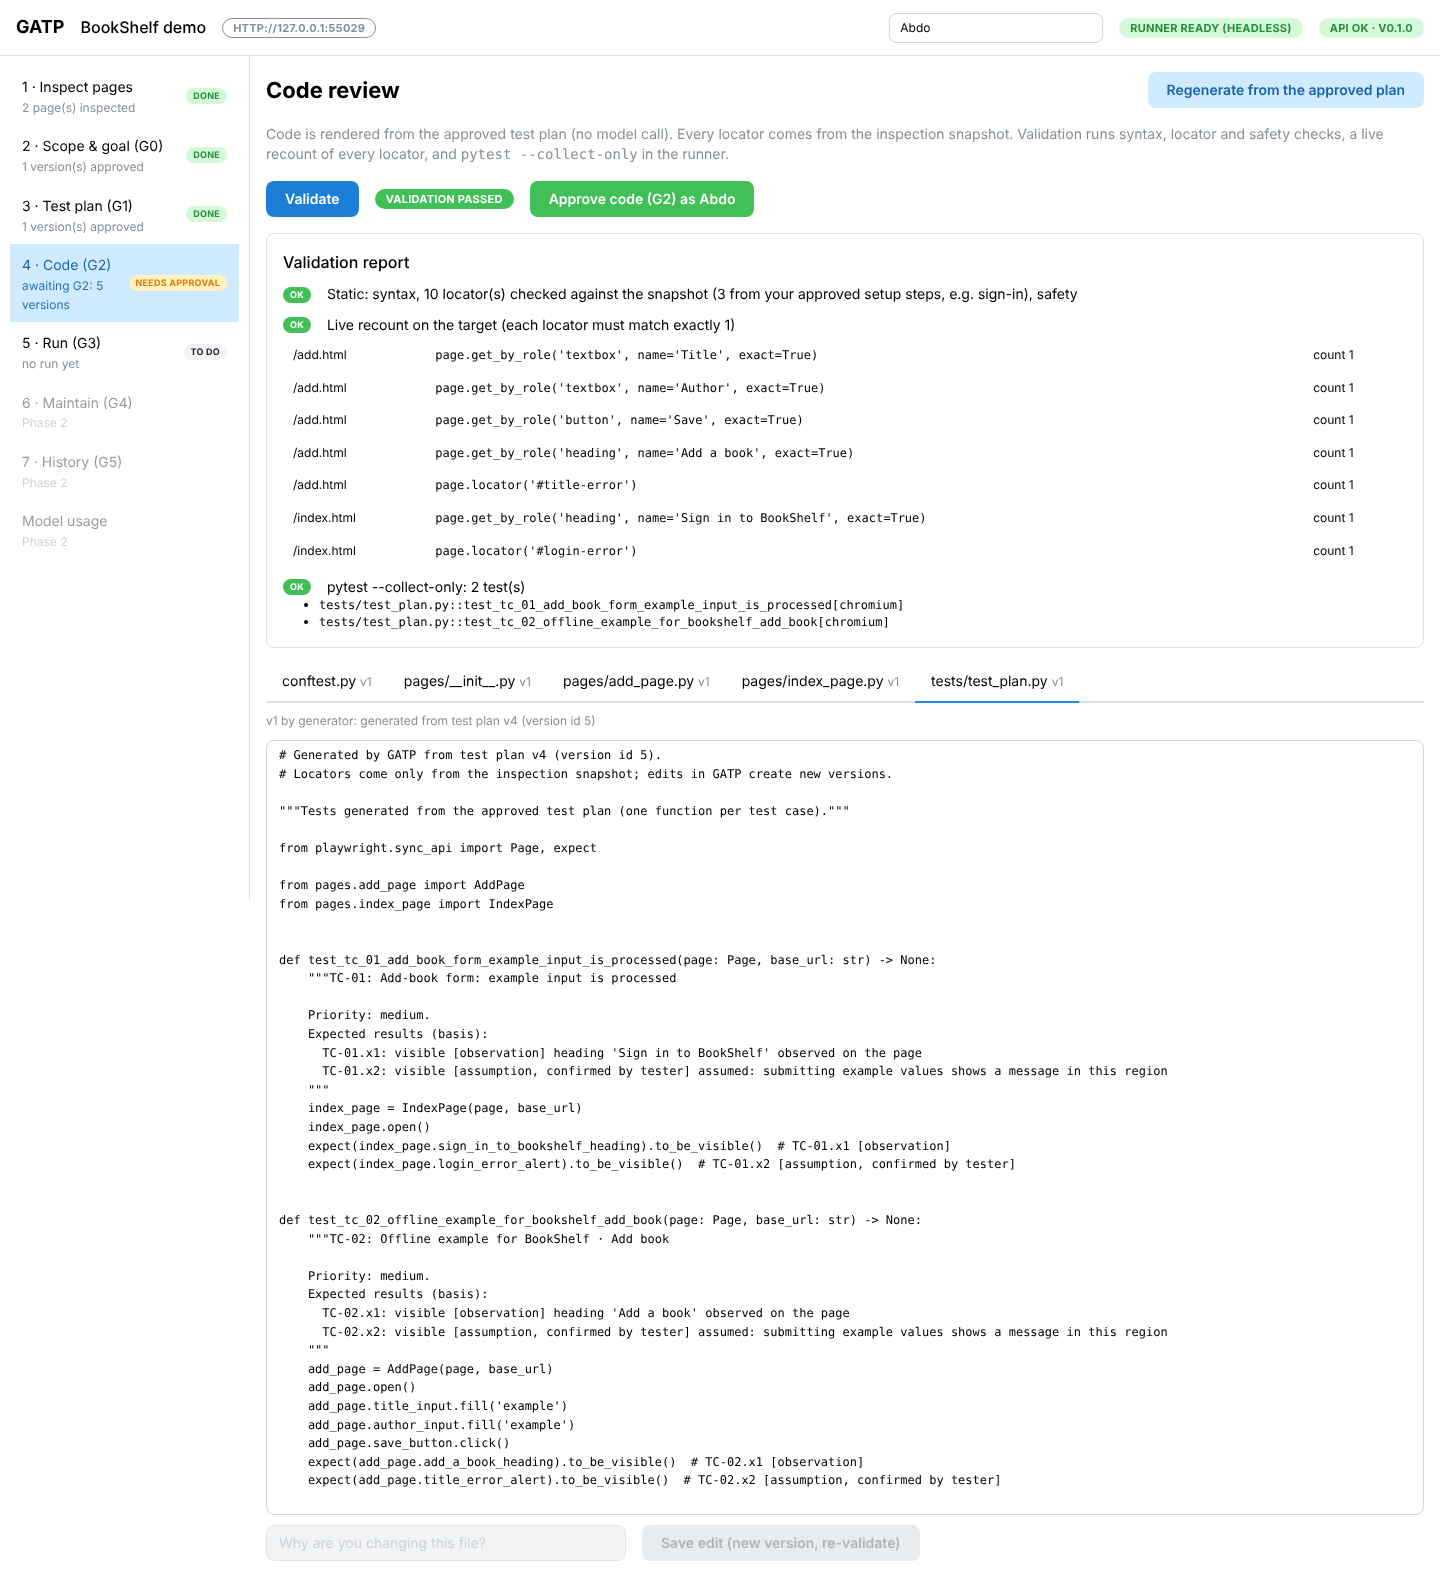 GATP BookShelf demo HTTP://127.0.0.1:55029 Abdo RUNNER READY (HEADLESS) API OK · V0.1.0
1 · Inspect pages
2 page(s) inspected
DONE
2 · Scope & goal (G0)
1 version(s) approved
DONE
3 · Test plan (G1)
1 version(s) approved
DONE
4 · Code (G2)
awaiting G2: 5
versions
NEEDS APPROVAL
5 · Run (G3)
no run yet
TO DO
6 · Maintain (G4)
Phase 2
7 · History (G5)
Phase 2
Model usage
Phase 2
Code review
Regenerate from the approved plan
Code is rendered from the approved test plan (no model call). Every locator comes from the inspection snapshot. Validation runs syntax, locator and safety checks, a live
recount of every locator, and pytest --collect-only in the runner.
Validate VALIDATION PASSED Approve code (G2) as Abdo
Validation report
OK Static: syntax, 10 locator(s) checked against the snapshot (3 from your approved setup steps, e.g. sign-in), safety
OK Live recount on the target (each locator must match exactly 1)
/add.html page.get_by_role('textbox', name='Title', exact=True) count 1
/add.html page.get_by_role('textbox', name='Author', exact=True) count 1
/add.html page.get_by_role('button', name='Save', exact=True) count 1
/add.html page.get_by_role('heading', name='Add a book', exact=True) count 1
/add.html page.locator('#title-error') count 1
/index.html page.get_by_role('heading', name='Sign in to BookShelf', exact=True) count 1
/index.html page.locator('#login-error') count 1
OK pytest --collect-only: 2 test(s)
• tests/test_plan.py::test_tc_01_add_book_form_example_input_is_processed[chromium]
• tests/test_plan.py::test_tc_02_offline_example_for_bookshelf_add_book[chromium]
conftest.py v1 pages/__init__.py v1 pages/add_page.py v1 pages/index_page.py v1 tests/test_plan.py v1
v1 by generator: generated from test plan v4 (version id 5)
# Generated by GATP from test plan v4 (version id 5).
# Locators come only from the inspection snapshot; edits in GATP create new versions.
"""Tests generated from the approved test plan (one function per test case)."""
from playwright.sync_api import Page, expect
from pages.add_page import AddPage
from pages.index_page import IndexPage
def test_tc_01_add_book_form_example_input_is_processed(page: Page, base_url: str) -> None:
    """TC-01: Add-book form: example input is processed
    Priority: medium.
    Expected results (basis):
      TC-01.x1: visible [observation] heading 'Sign in to BookShelf' observed on the page
      TC-01.x2: visible [assumption, confirmed by tester] assumed: submitting example values shows a message in this region
    """
    index_page = IndexPage(page, base_url)
    index_page.open()
    expect(index_page.sign_in_to_bookshelf_heading).to_be_visible()  # TC-01.x1 [observation]
    expect(index_page.login_error_alert).to_be_visible()  # TC-01.x2 [assumption, confirmed by tester]
def test_tc_02_offline_example_for_bookshelf_add_book(page: Page, base_url: str) -> None:
    """TC-02: Offline example for BookShelf · Add book
    Priority: medium.
    Expected results (basis):
      TC-02.x1: visible [observation] heading 'Add a book' observed on the page
      TC-02.x2: visible [assumption, confirmed by tester] assumed: submitting example values shows a message in this region
    """
    add_page = AddPage(page, base_url)
    add_page.open()
    add_page.title_input.fill('example')
    add_page.author_input.fill('example')
    add_page.save_button.click()
    expect(add_page.add_a_book_heading).to_be_visible()  # TC-02.x1 [observation]
    expect(add_page.title_error_alert).to_be_visible()  # TC-02.x2 [assumption, confirmed by tester]
Why are you changing this file? Save edit (new version, re-validate)